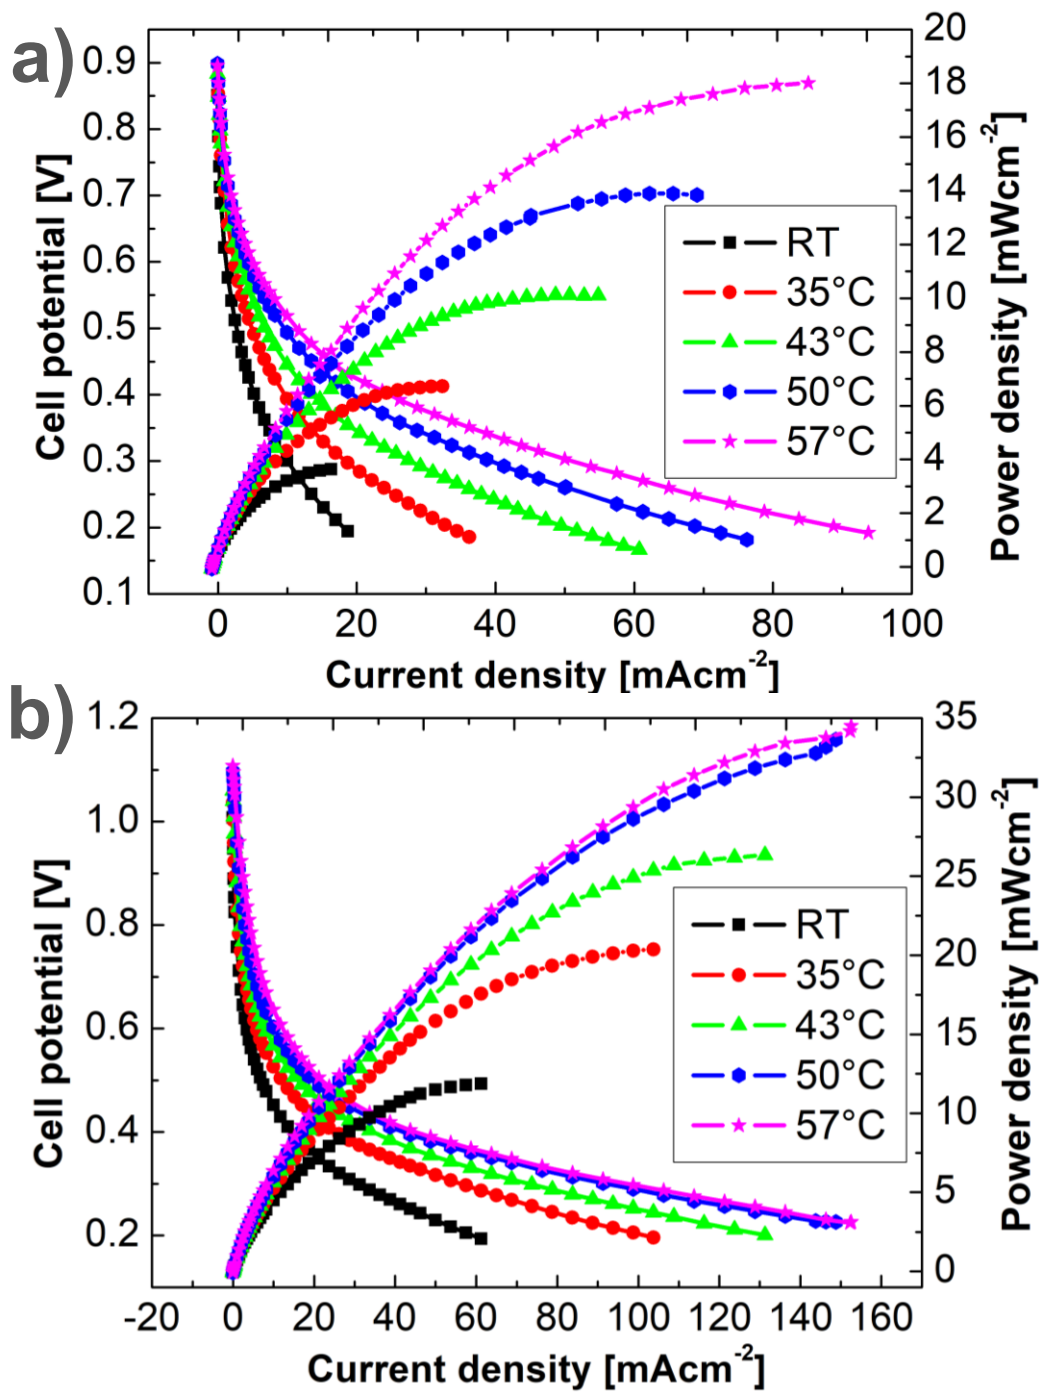 a)
0.9
0.8
0.7
0.6
0.5
0.4
0.3
0.2
0.1
Cell potential [V]
20
18
16
14
12
10
8
6
4
2
0
Power density [mWcm⁻²]
RT
35°C
43°C
50°C
57°C
0 20 40 60 80 100
Current density [mAcm⁻²]
b)
1.2
1.0
0.8
0.6
0.4
0.2
Cell potential [V]
35
30
25
20
15
10
5
0
Power density [mWcm⁻²]
RT
35°C
43°C
50°C
57°C
-20 0 20 40 60 80 100 120 140 160
Current density [mAcm⁻²]